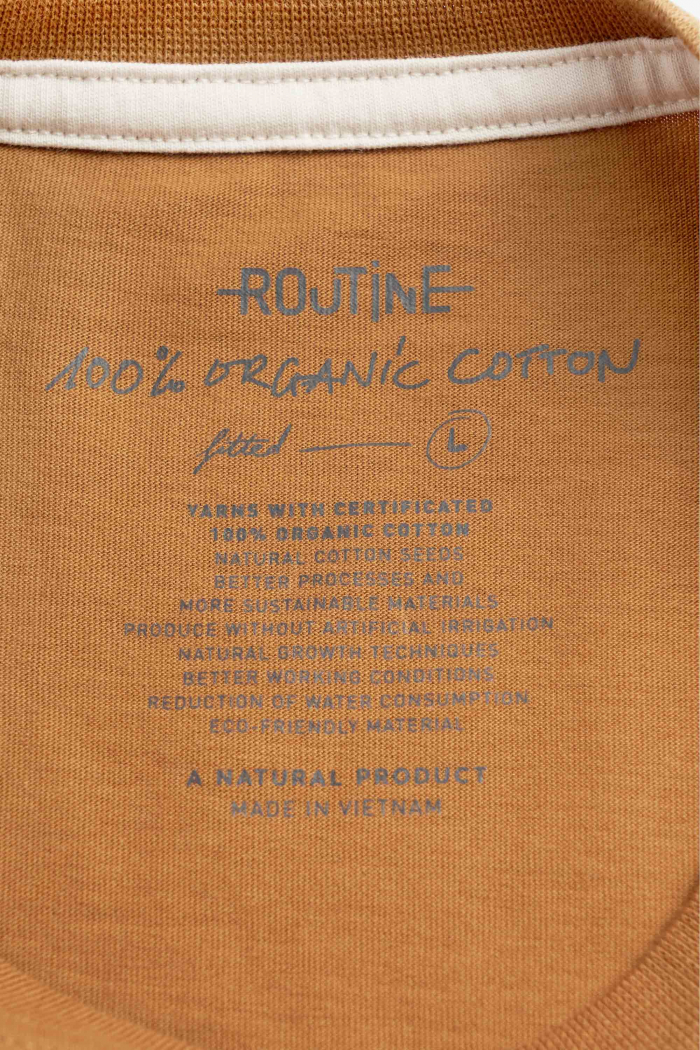 ROUTINE
100% ORGANIC COTTON
fitted L
YARNS WITH CERTIFICATED
100% ORGANIC COTTON
NATURAL COTTON SEEDS
BETTER PROCESSES AND
MORE SUSTAINABLE MATERIALS
PRODUCE WITHOUT ARTIFICIAL IRRIGATION
NATURAL GROWTH TECHNIQUES
BETTER WORKING CONDITIONS
REDUCTION OF WATER CONSUMPTION
ECO-FRIENDLY MATERIAL
A NATURAL PRODUCT
MADE IN VIETNAM